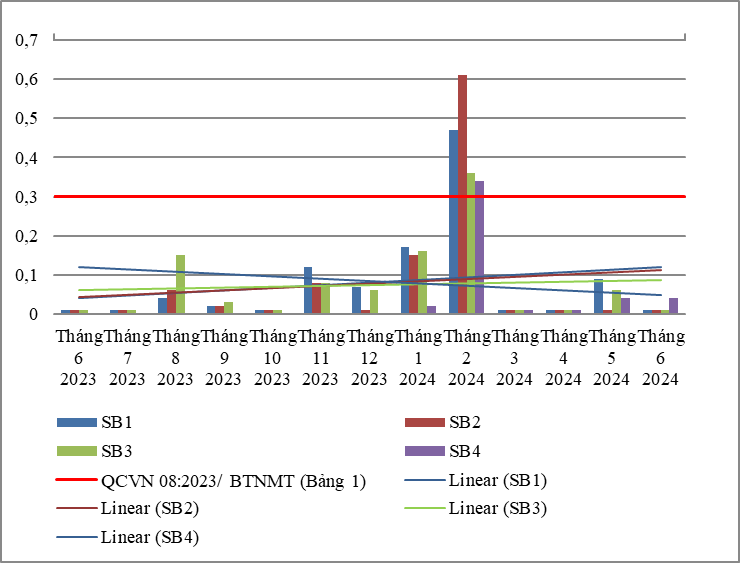 0,7
0,6
0,5
0,4
0,3
0,2
0,1
0
Tháng 6 2023
Tháng 7 2023
Tháng 8 2023
Tháng 9 2023
Tháng 10 2023
Tháng 11 2023
Tháng 12 2023
Tháng 1 2024
Tháng 2 2024
Tháng 3 2024
Tháng 4 2024
Tháng 5 2024
Tháng 6 2024
SB1
SB2
SB3
SB4
QCVN 08:2023/ BTNMT (Bảng 1)
Linear (SB1)
Linear (SB2)
Linear (SB3)
Linear (SB4)